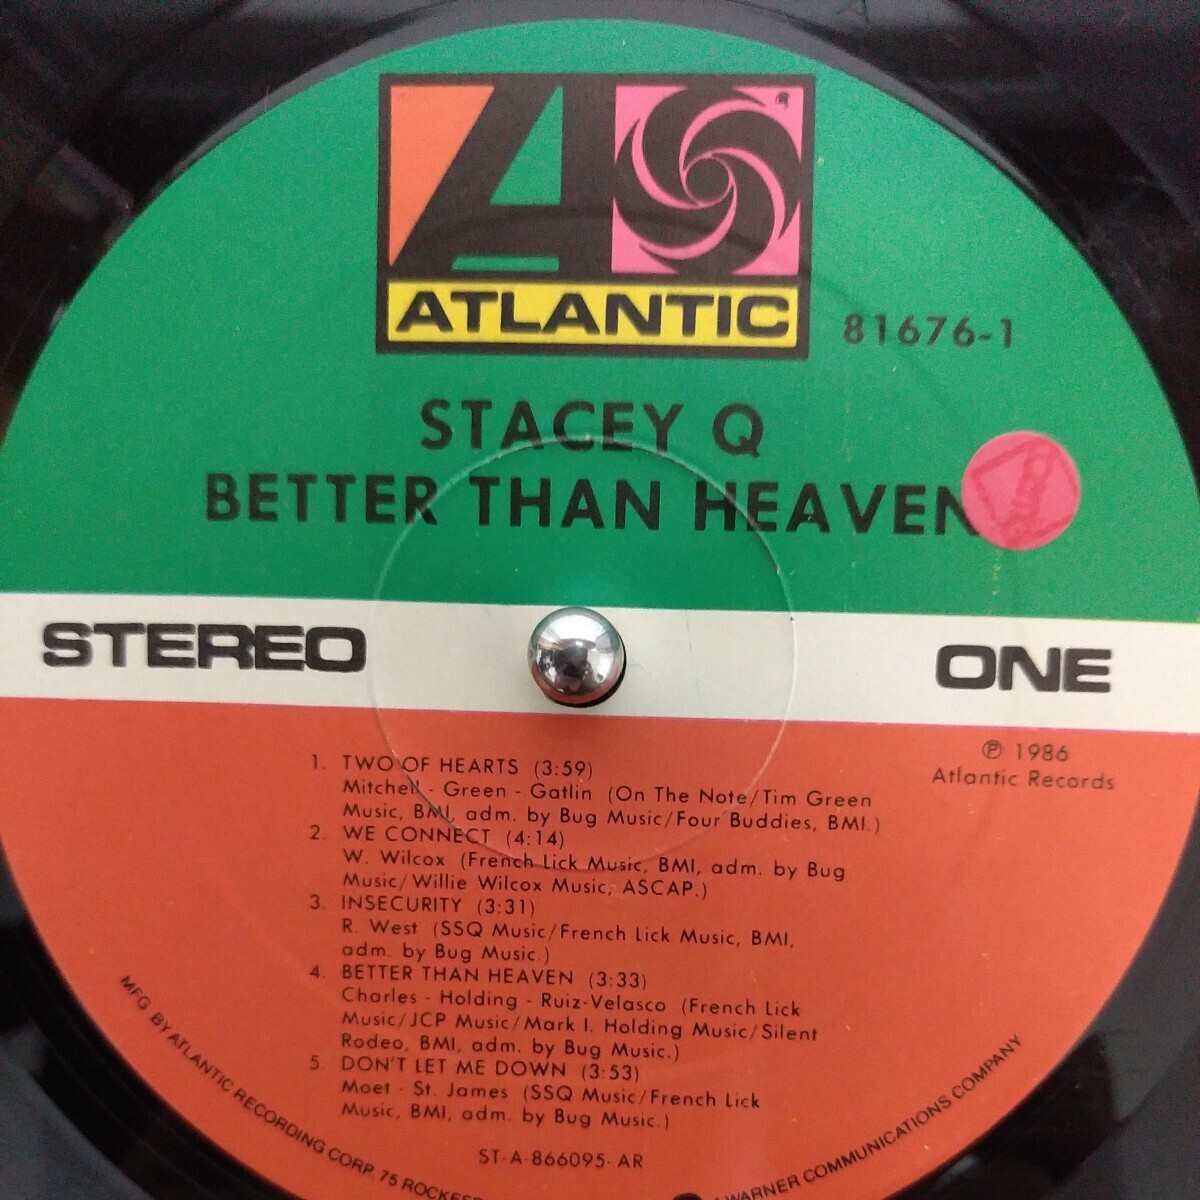 ATLANTIC
®
81676-1
STACEY Q
BETTER THAN HEAVEN
STEREO
ONE
℗ 1986
Atlantic Records
1. TWO OF HEARTS (3:59)
Mitchell - Green - Gatlin (On The Note/Tim Green
Music, BMI, adm. by Bug Music/Four Buddies, BMI.)
2. WE CONNECT (4:14)
W. Wilcox (French Lick Music, BMI, adm. by Bug
Music/Willie Wilcox Music, ASCAP.)
3. INSECURITY (3:31)
R. West (SSQ Music/French Lick Music, BMI,
adm. by Bug Music.)
4. BETTER THAN HEAVEN (3:33)
Charles - Holding - Ruiz-Velasco (French Lick
Music/JCP Music/Mark I. Holding Music/Silent
Rodeo, BMI, adm. by Bug Music.)
5. DON'T LET ME DOWN (3:53)
Moet - St. James (SSQ Music/French Lick
Music, BMI, adm. by Bug Music.)
ST-A-866095-AR
MFG BY ATLANTIC RECORDING CORP. 75 ROCKEF
WARNER COMMUNICATIONS COMPANY